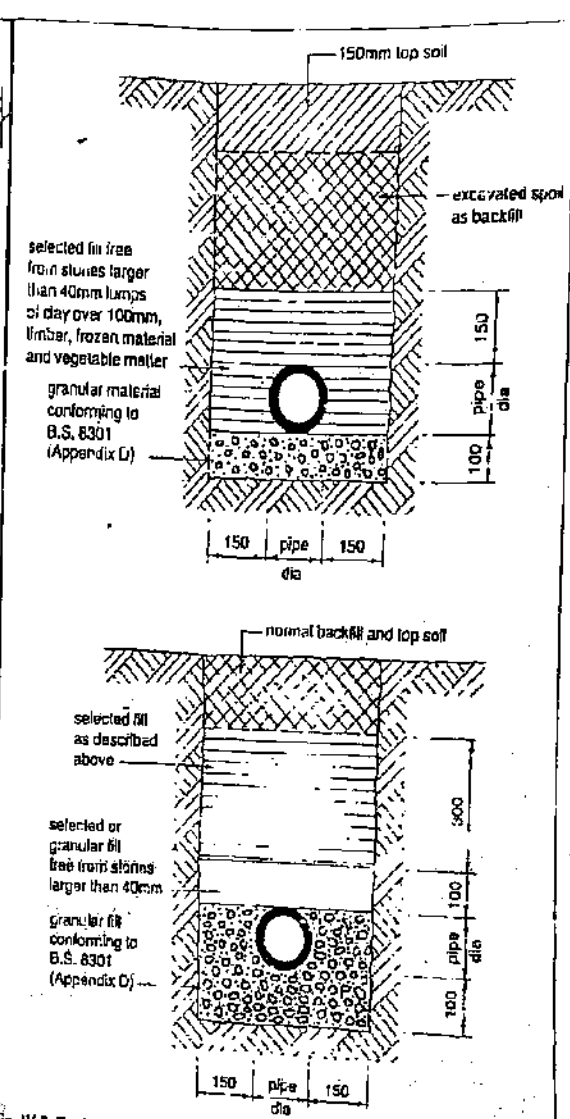 150mm top soil
excavated spoil
as backfill
selected fill free
from stones larger
than 40mm lumps
of clay over 100mm,
timber, frozen material
and vegetable matter
granular material
conforming to
B.S. 8301
(Appendix D)
150
pipe
dia
100
150 pipe 150
dia
normal backfill and top soil
selected fill
as described
above
selected or
granular fill
free from stones
larger than 40mm
granular fill
conforming to
B.S. 8301
(Appendix D)
300
100
pipe
dia
100
150 pipe 150
dia